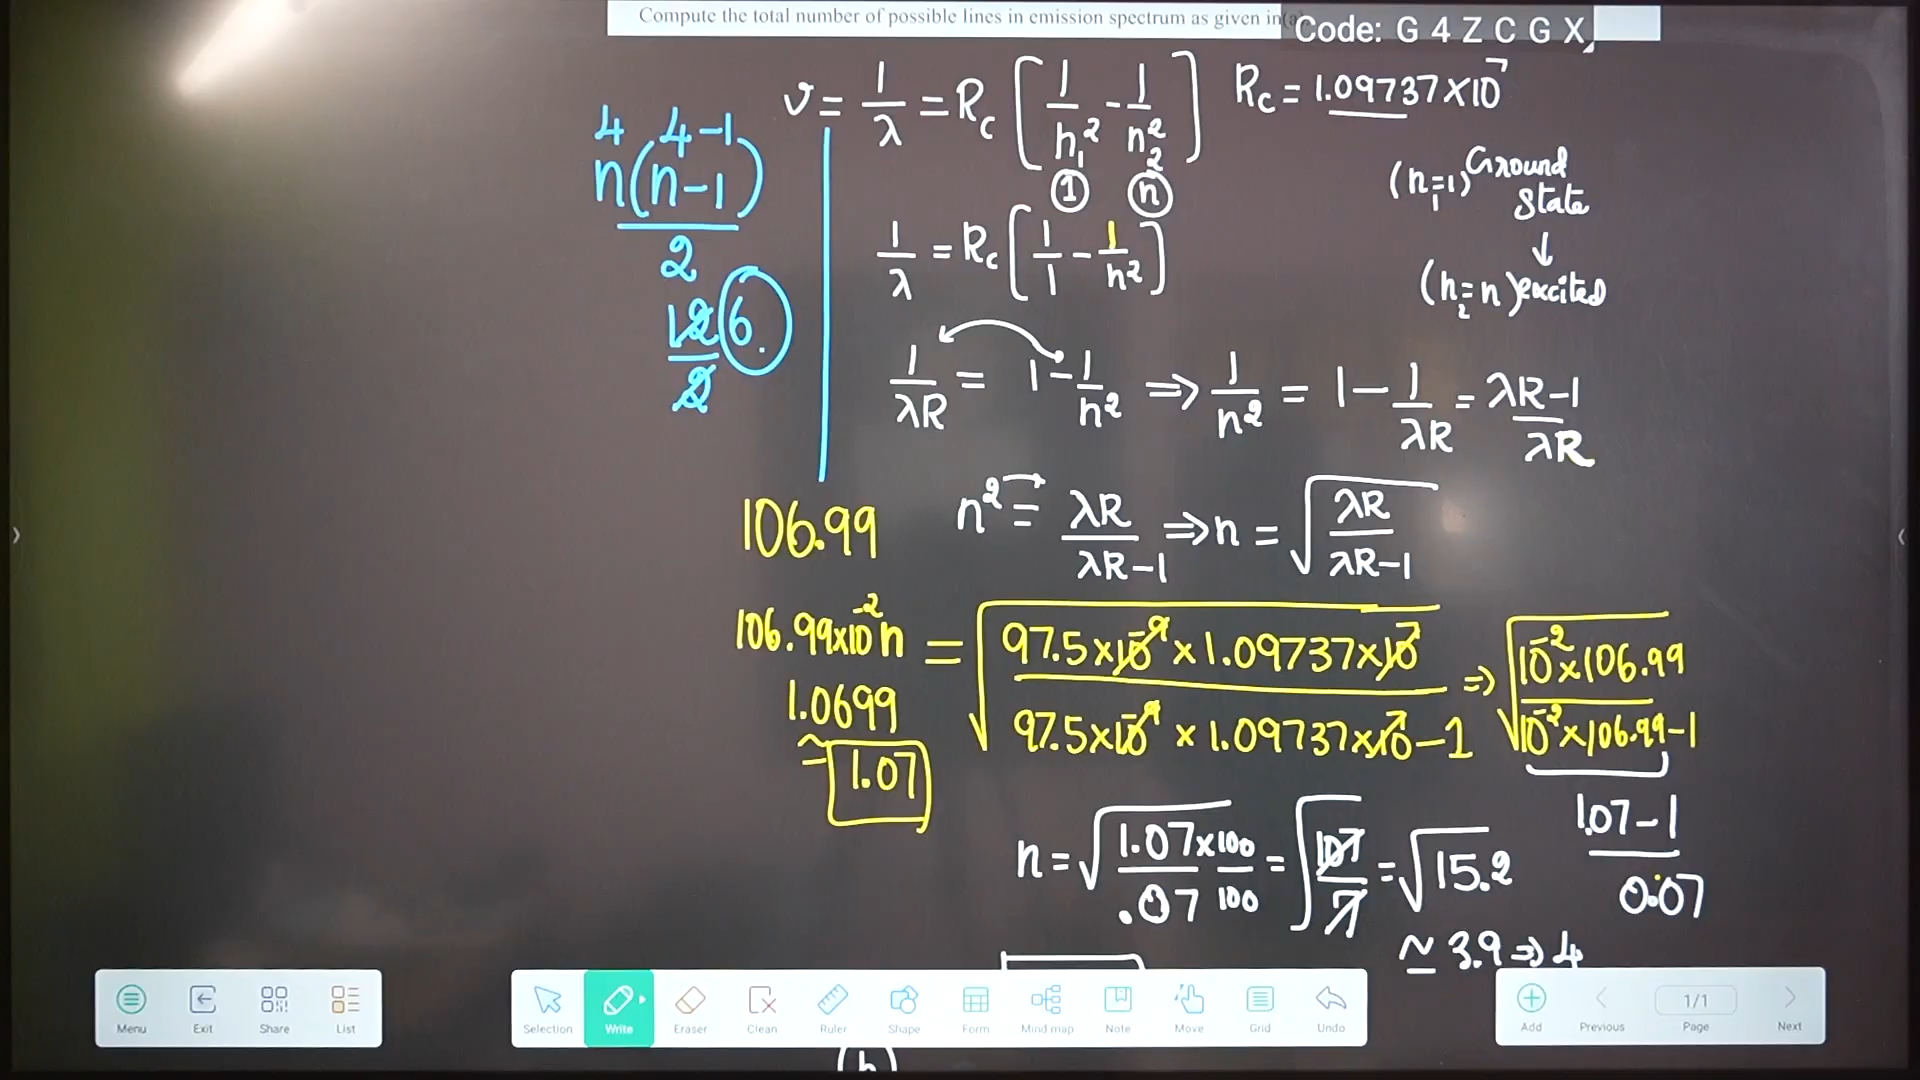 Compute the total number of possible lines in emission spectrum as given in(a)
Code: G 4 Z C G X
ν = 1/λ = R_C [1/n₁² - 1/n₂²] R_C = 1.09737×10⁷
① ⓝ
(n₁=1) Ground State
↓
(n₂=n) excited
4 4-1
n(n-1)/2
12/2 6.
1/λ = R_C [1/1 - 1/n²]
1/λR = 1 - 1/n² ⇒ 1/n² = 1 - 1/λR = λR-1/λR
n² = λR/λR-1 ⇒ n = √(λR/λR-1)
106.99
106.99×10⁻²
1.0699
≃ 1.07
n = √(97.5×10⁻⁹ × 1.09737×10⁷ / 97.5×10⁻⁹ × 1.09737×10⁷-1) ⇒ √(10⁻²×106.99 / 10⁻²×106.99-1)
1.07-1
0.07
n = √(1.07×100/.07 100) = √(107/7) = √15.2
≃ 3.9 ⇒ 4
(b)
Menu Exit Share List
Selection Write Eraser Clean Ruler Shape Form Mind map Note Move Grid Undo
Add Previous 1/1 Page Next